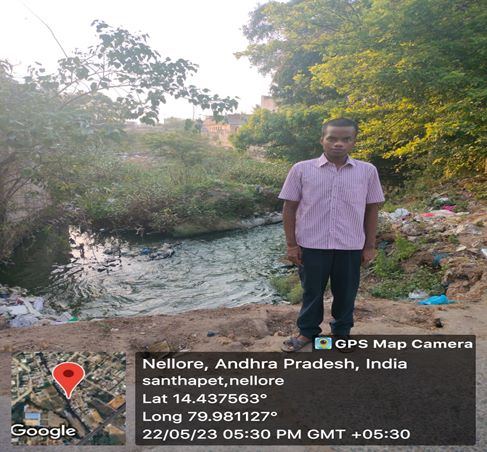 GPS Map Camera
Nellore, Andhra Pradesh, India
santhapet,nellore
Lat 14.437563°
Long 79.981127°
22/05/23 05:30 PM GMT +05:30
Google